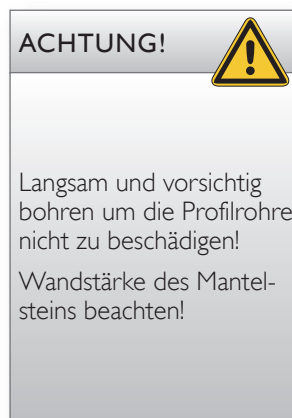 ACHTUNG!
Langsam und vorsichtig
bohren um die Profilrohre
nicht zu beschädigen!
Wandstärke des Mantel-
steins beachten!